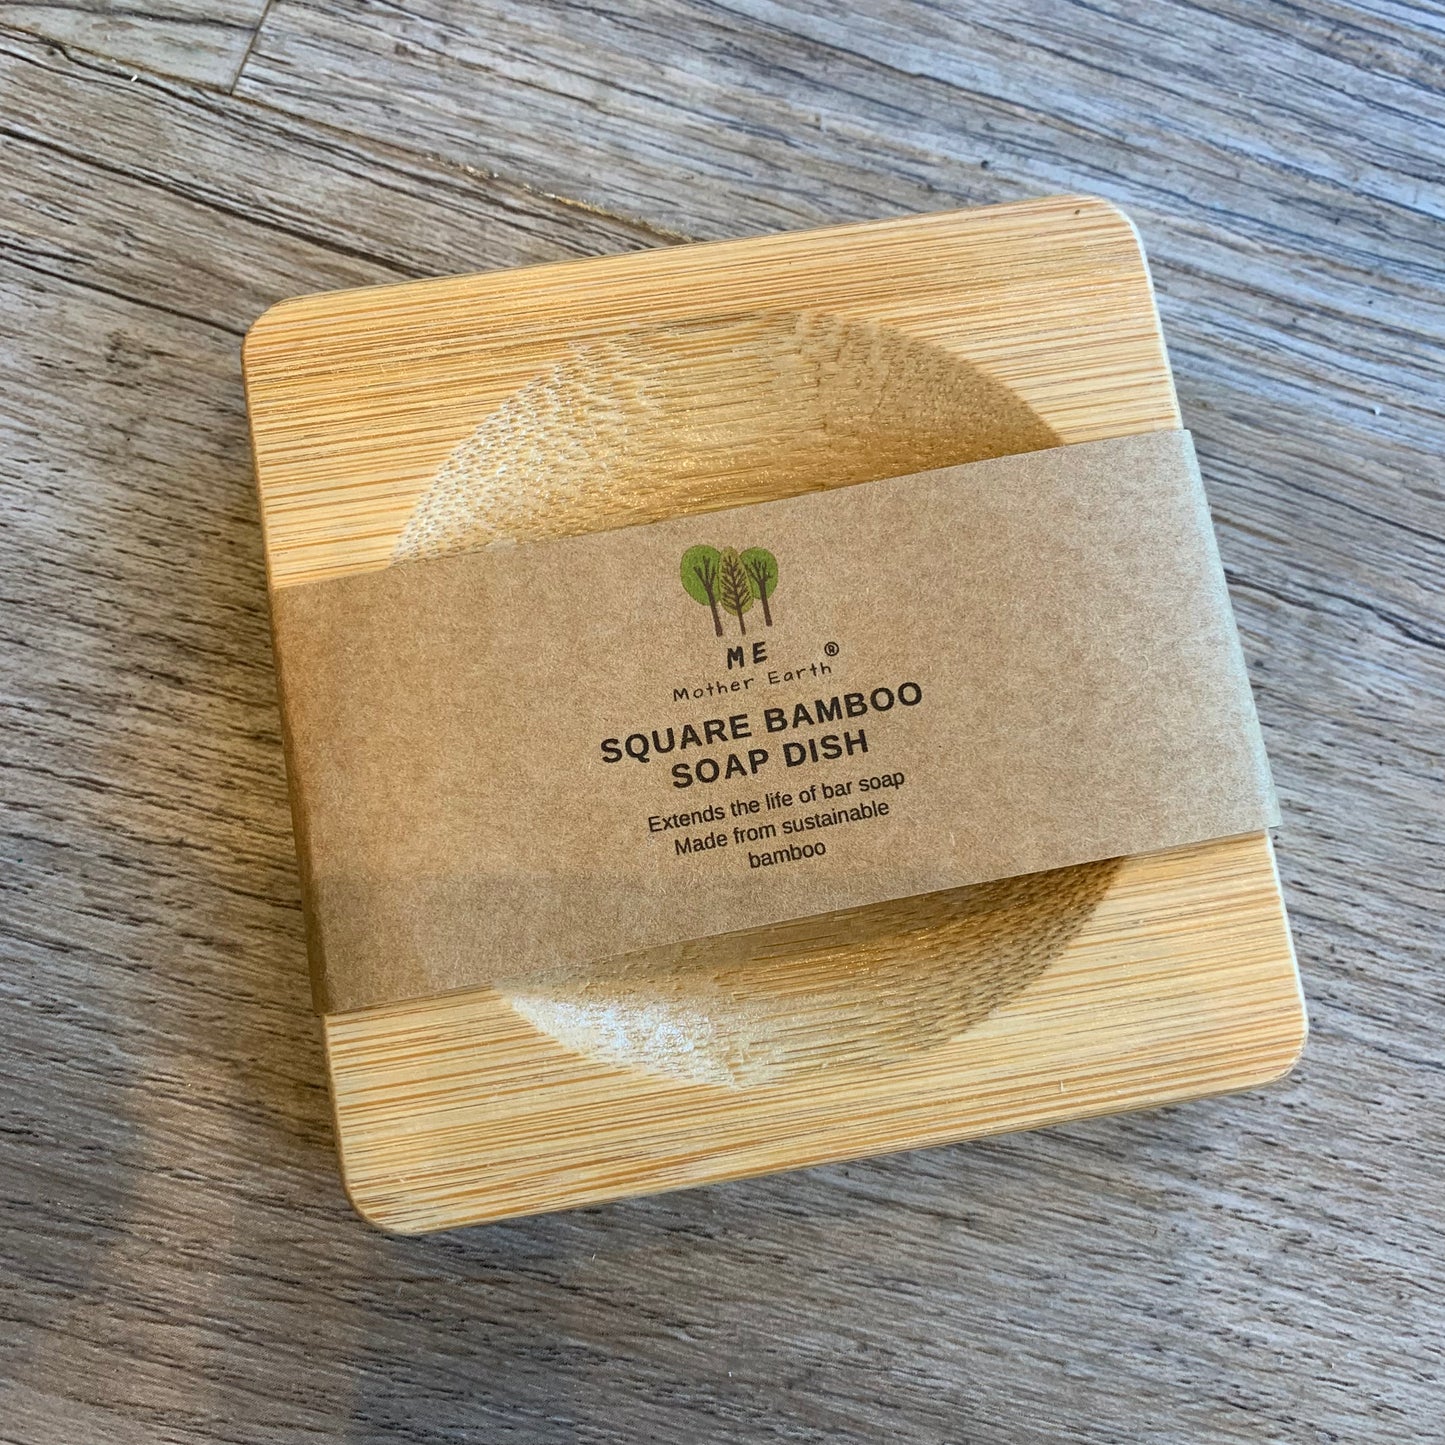 ME
Mother Earth®
SQUARE BAMBOO
SOAP DISH
Extends the life of bar soap
Made from sustainable
bamboo